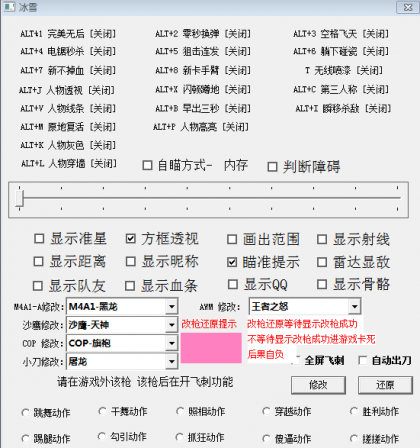 冰雪
ALT+1 完美无后 [关闭] ALT+2 零秒换弹 [关闭] ALT+3 空格飞天 [关闭]
ALT+4 电锯秒杀 [关闭] ALT+5 狙击连发 [关闭] ALT+6 躺下碰瓷 [关闭]
ALT+7 新不掉血 [关闭] ALT+8 新卡手臂 [关闭] T 无线喷漆 [关闭]
ALT+J 人物透视 [关闭] ALT+X 闪顿蹲地 [关闭] ALT+C 第三人称 [关闭]
ALT+V 人物线条 [关闭] ALT+B 早出三秒 [关闭] ALT+I 瞬移杀敌 [关闭]
ALT+M 原地复活 [关闭] ALT+P 人物高亮 [关闭]
ALT+K 人物灰色 [关闭]
ALT+L 人物穿墙 [关闭] 自瞄方式- 内存 判断障碍
显示准星 方框透视 画出范围 显示射线
显示距离 显示昵称 瞄准提示 雷达显敌
显示队友 显示血条 显示QQ 显示骨骼
M4A1-A修改: M4A1-黑龙 AWM 修改: 王者之怒
沙鹰修改: 沙鹰-天神 改枪还原提示 改枪还原等待显示改枪成功
COP 修改: COP-旗袍 不等待显示改枪成功进游戏卡死
小刀修改: 屠龙 后果自负 全屏飞刺 自动出刀
请在游戏外该枪 该枪后在开飞刺功能 修改 还原
跳舞动作 干舞动作 照相动作 穿越动作 胜利动作
踢腿动作 勾引动作 抓狂动作 傻逼动作 搓搓动作